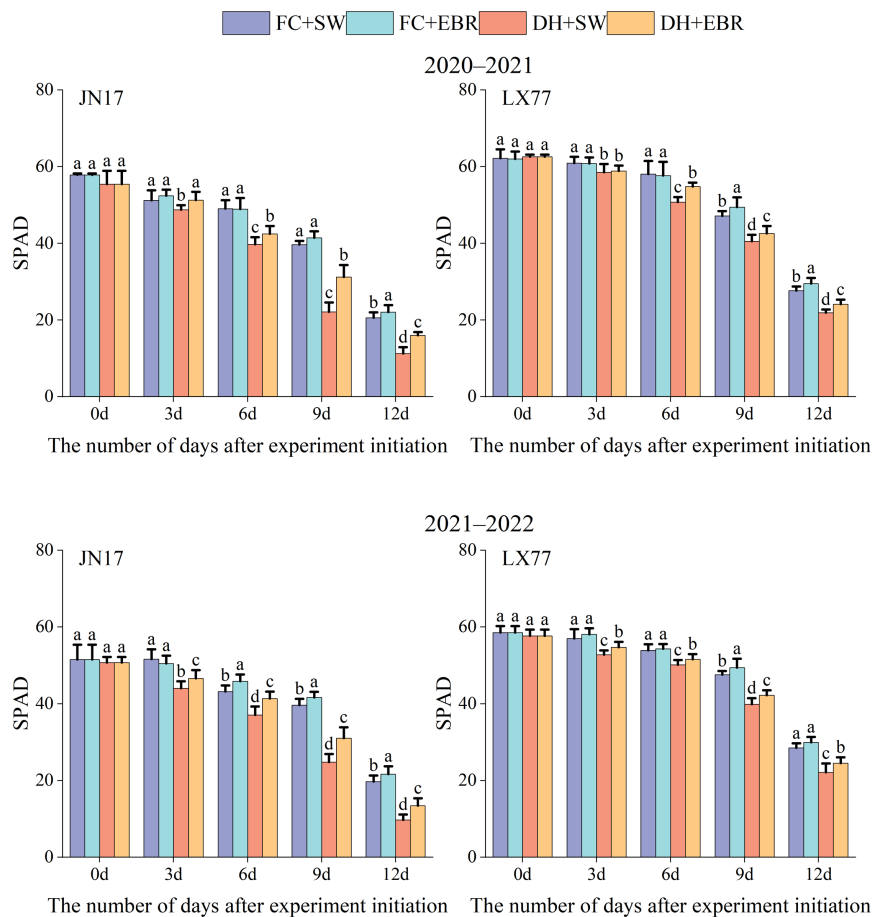 FC+SW FC+EBR DH+SW DH+EBR
2020–2021
JN17
80
60
40
20
0
SPAD
a a a a
a a b a
a a c b
a a c b
b a d c
0d 3d 6d 9d 12d
The number of days after experiment initiation
LX77
80
60
40
20
0
SPAD
a a a a
a a b b
a a c b
b a d c
b a d c
0d 3d 6d 9d 12d
The number of days after experiment initiation
2021–2022
JN17
80
60
40
20
0
SPAD
a a a a
a a b c
b a d c
b a d c
b a d c
0d 3d 6d 9d 12d
The number of days after experiment initiation
LX77
80
60
40
20
0
SPAD
a a a a
a a c b
a a c b
b a d c
a a c b
0d 3d 6d 9d 12d
The number of days after experiment initiation